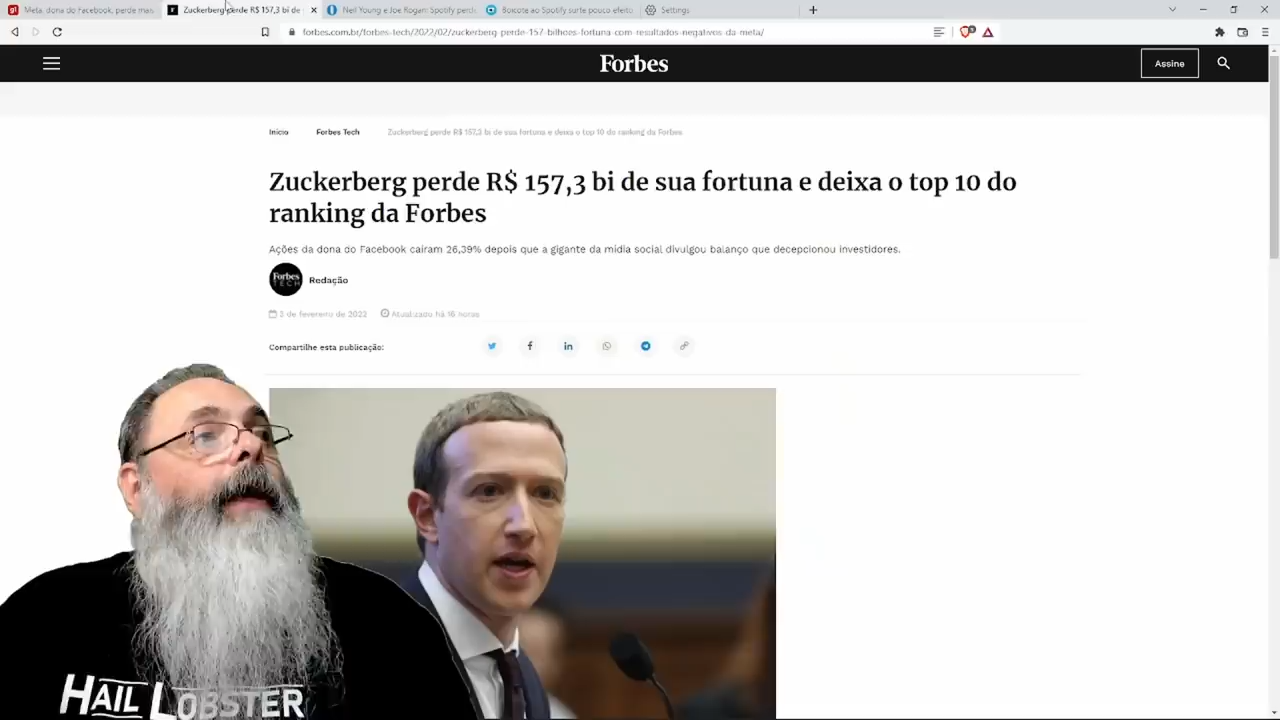 Meta, dona do Facebook, perde mais
Zuckerberg perde R$ 157,3 bi de
Neil Young e Joe Rogan: Spotify perd
Boicote ao Spotify surte pouco efeito
Settings
forbes.com.br/forbes-tech/2022/02/zuckerberg-perde-157-bilhoes-fortuna-com-resultados-negativos-da-meta/
Forbes
Assine
Início
Forbes Tech
Zuckerberg perde R$ 157,3 bi de sua fortuna e deixa o top 10 do ranking da Forbes
Zuckerberg perde R$ 157,3 bi de sua fortuna e deixa o top 10 do
ranking da Forbes
Ações da dona do Facebook caíram 26,39% depois que a gigante da mídia social divulgou balanço que decepcionou investidores.
Forbes
TECH
Redação
3 de fevereiro de 2022
Atualizado há 16 horas
Compartilhe esta publicação:
HAIL LOBSTER